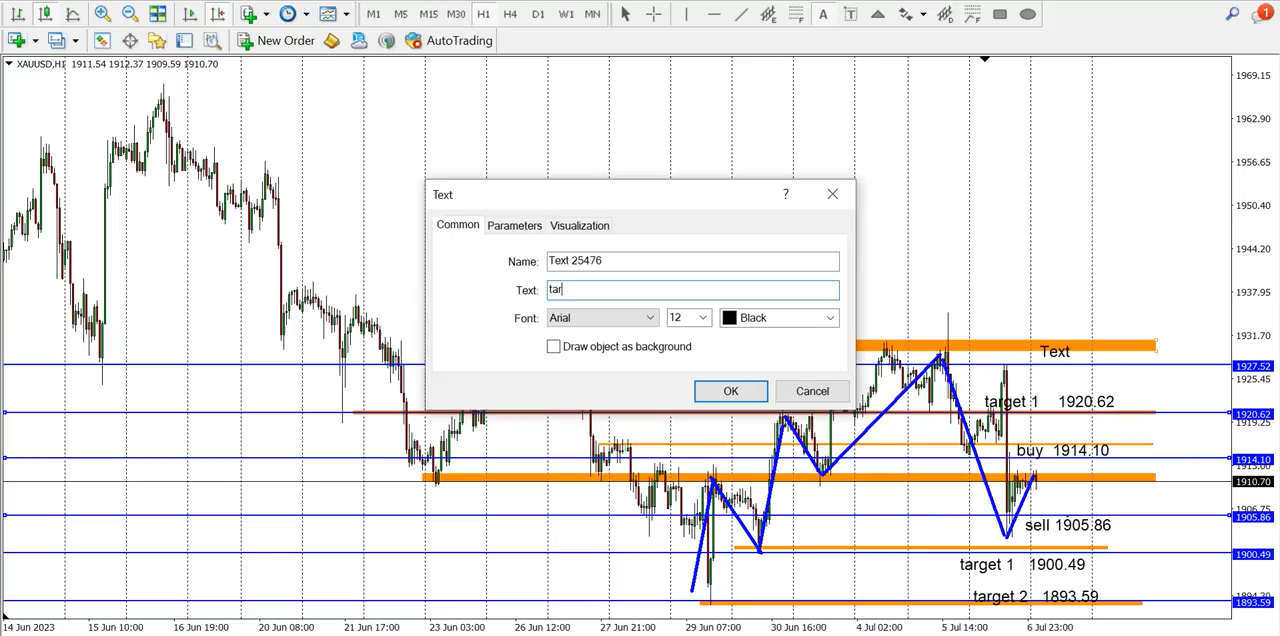 M1 M5 M15 M30 H1 H4 D1 W1 MN A T 1
New Order AutoTrading
XAUUSD,H1 1911.54 1912.37 1909.59 1910.70
1969.15
1962.90
1956.65
1950.40
1944.20
1937.95
1931.70
1927.52
1925.45
1920.62
1919.25
1914.10
1913.00
1910.70
1906.75
1905.86
1900.49
1894.30
1893.59
Text
?
Common Parameters Visualization
Name: Text 25476
Text: tar
Font: Arial 12 Black
Draw object as background
OK Cancel
Text
target 1 1920.62
buy 1914.10
sell 1905.86
target 1 1900.49
target 2 1893.59
14 Jun 2023 15 Jun 10:00 16 Jun 19:00 20 Jun 08:00 21 Jun 17:00 23 Jun 03:00 26 Jun 12:00 27 Jun 21:00 29 Jun 07:00 30 Jun 16:00 4 Jul 02:00 5 Jul 14:00 6 Jul 23:00